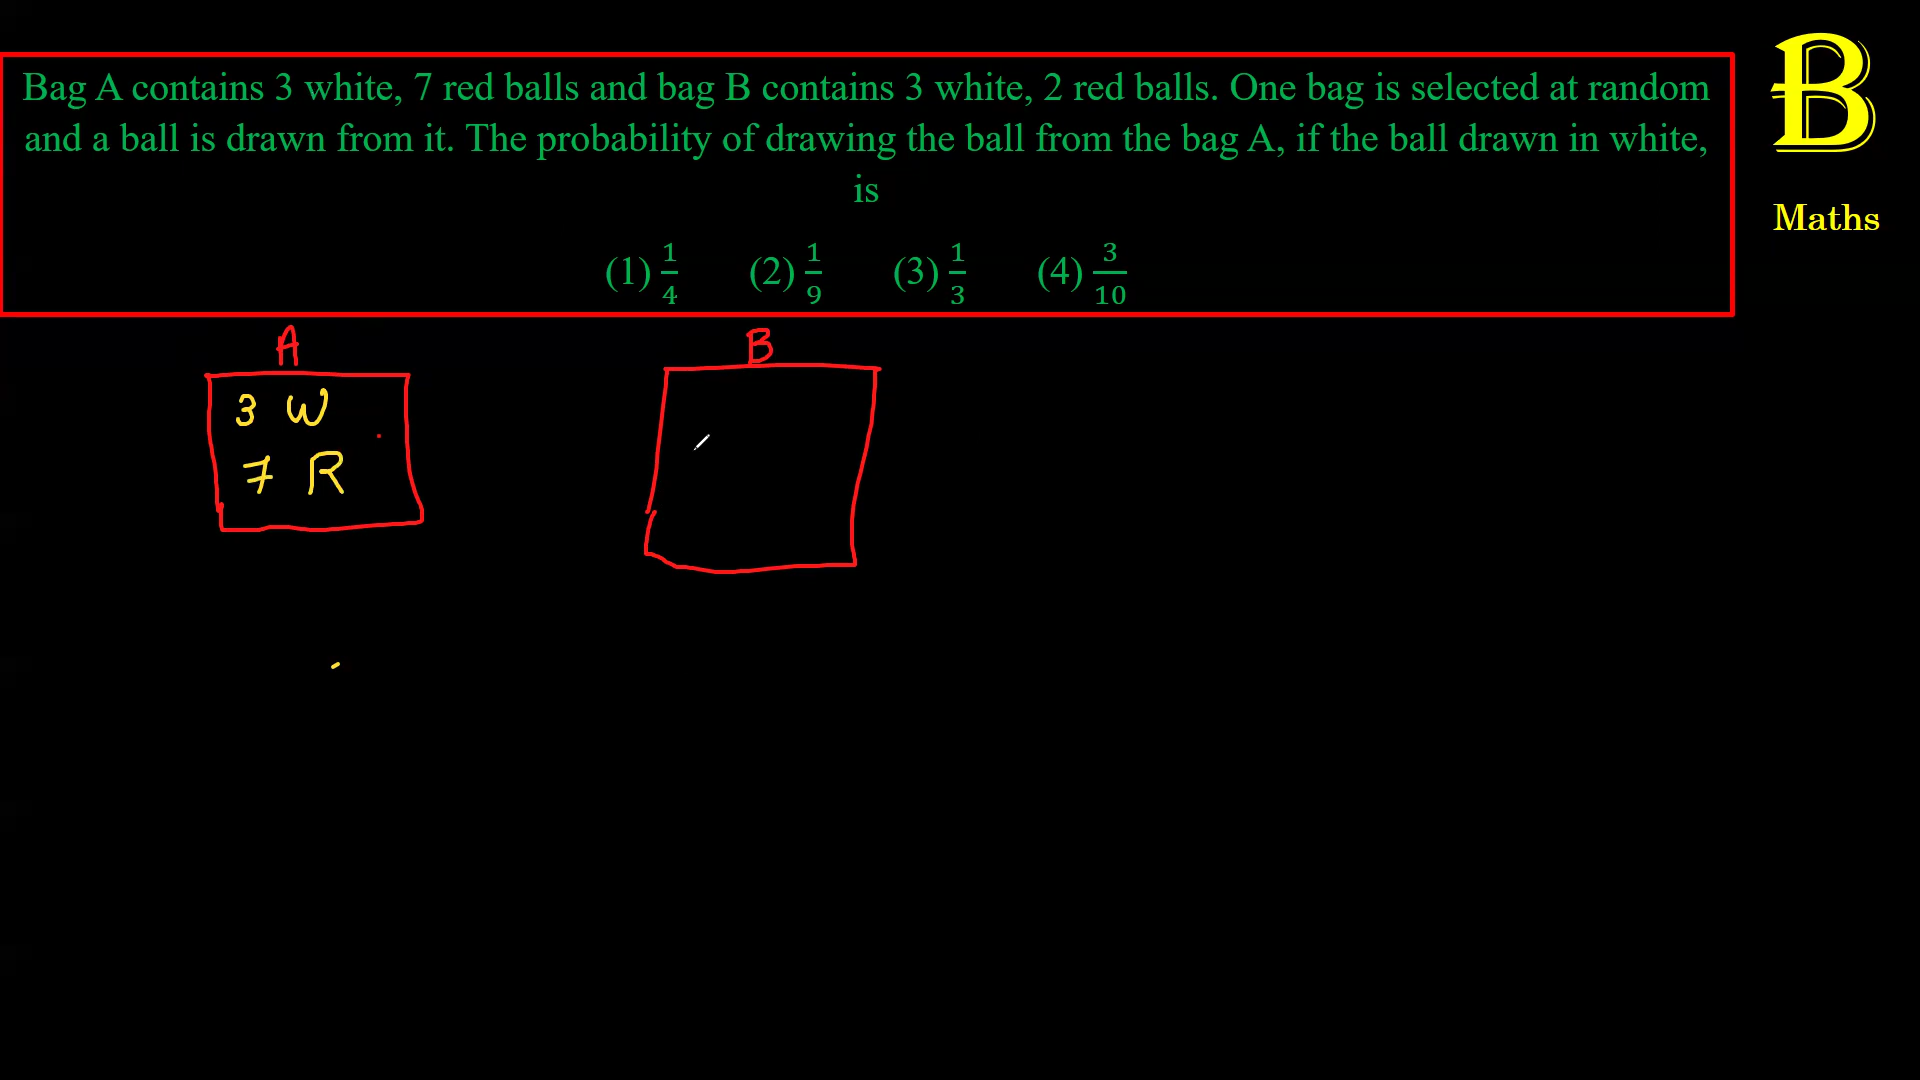 Bag A contains 3 white, 7 red balls and bag B contains 3 white, 2 red balls. One bag is selected at random
and a ball is drawn from it. The probability of drawing the ball from the bag A, if the ball drawn in white,
is
(1) 1/4 (2) 1/9 (3) 1/3 (4) 3/10
B
Maths
A
3 W
7 R
B